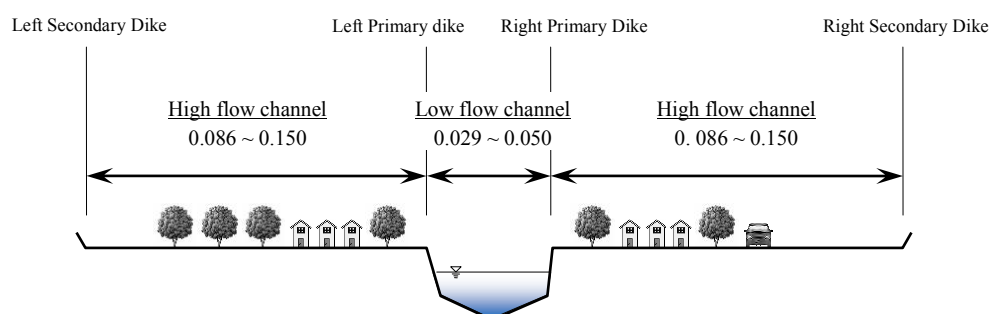 Left Secondary Dike
Left Primary dike
Right Primary Dike
Right Secondary Dike
High flow channel
0.086 ~ 0.150
Low flow channel
0.029 ~ 0.050
High flow channel
0. 086 ~ 0.150